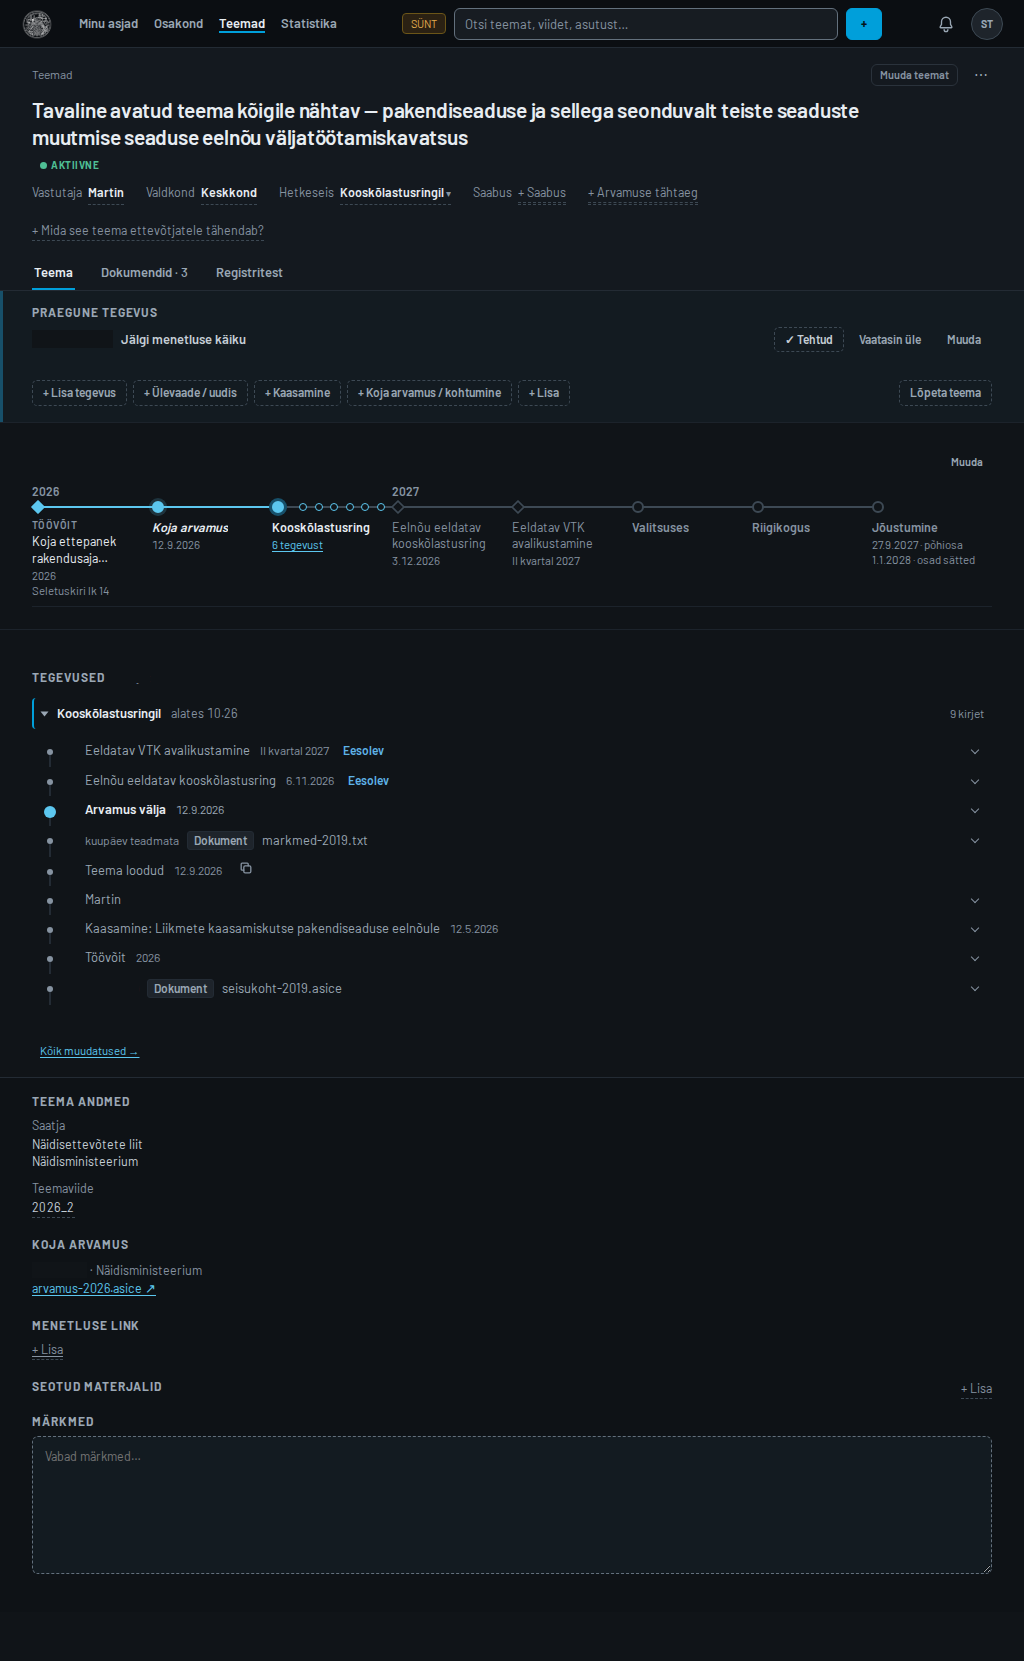 Minu asjad Osakond Teemad Statistika SÜNT Otsi teemat, viidet, asutust... + ST
Teemad Muuda teemat ...
Tavaline avatud teema kõigile nähtav — pakendiseaduse ja sellega seonduvalt teiste seaduste
muutmise seaduse eelnõu väljatöötamiskavatsus
AKTIIVNE
Vastutaja Martin Valdkond Keskkond Hetkeseis Kooskõlastusringil ▾ Saabus + Saabus + Arvamuse tähtaeg
+ Mida see teema ettevõtjatele tähendab?
Teema Dokumendid · 3 Registritest
PRAEGUNE TEGEVUS
Jälgi menetluse käiku ✓ Tehtud Vaatasin üle Muuda
+ Lisa tegevus + Ülevaade / uudis + Kaasamine + Koja arvamus / kohtumine + Lisa Lõpeta teema
Muuda
2026 2027
TÖÖVÕIT
Koja ettepanek
rakendusaja...
2026
Seletuskiri lk 14
Koja arvamus
12.9.2026
Kooskõlastusring
6 tegevust
Eelnõu eeldatav
kooskõlastusring
3.12.2026
Eeldatav VTK
avalikustamine
II kvartal 2027
Valitsuses
Riigikogus
Jõustumine
27.9.2027 · põhiosa
1.1.2028 · osad sätted
TEGEVUSED
Kooskõlastusringil alates 10.26 9 kirjet
Eeldatav VTK avalikustamine II kvartal 2027 Eesolev
Eelnõu eeldatav kooskõlastusring 6.11.2026 Eesolev
Arvamus välja 12.9.2026
kuupäev teadmata Dokument markmed-2019.txt
Teema loodud 12.9.2026
Martin
Kaasamine: Liikmete kaasamiskutse pakendiseaduse eelnõule 12.5.2026
Töövõit 2026
Dokument seisukoht-2019.asice
Kõik muudatused →
TEEMA ANDMED
Saatja
Näidisettevõtete liit
Näidisministeerium
Teemaviide
2026_2
KOJA ARVAMUS
· Näidisministeerium
arvamus-2026.asice ↗
MENETLUSE LINK
+ Lisa
SEOTUD MATERJALID + Lisa
MÄRKMED
Vabad märkmed...